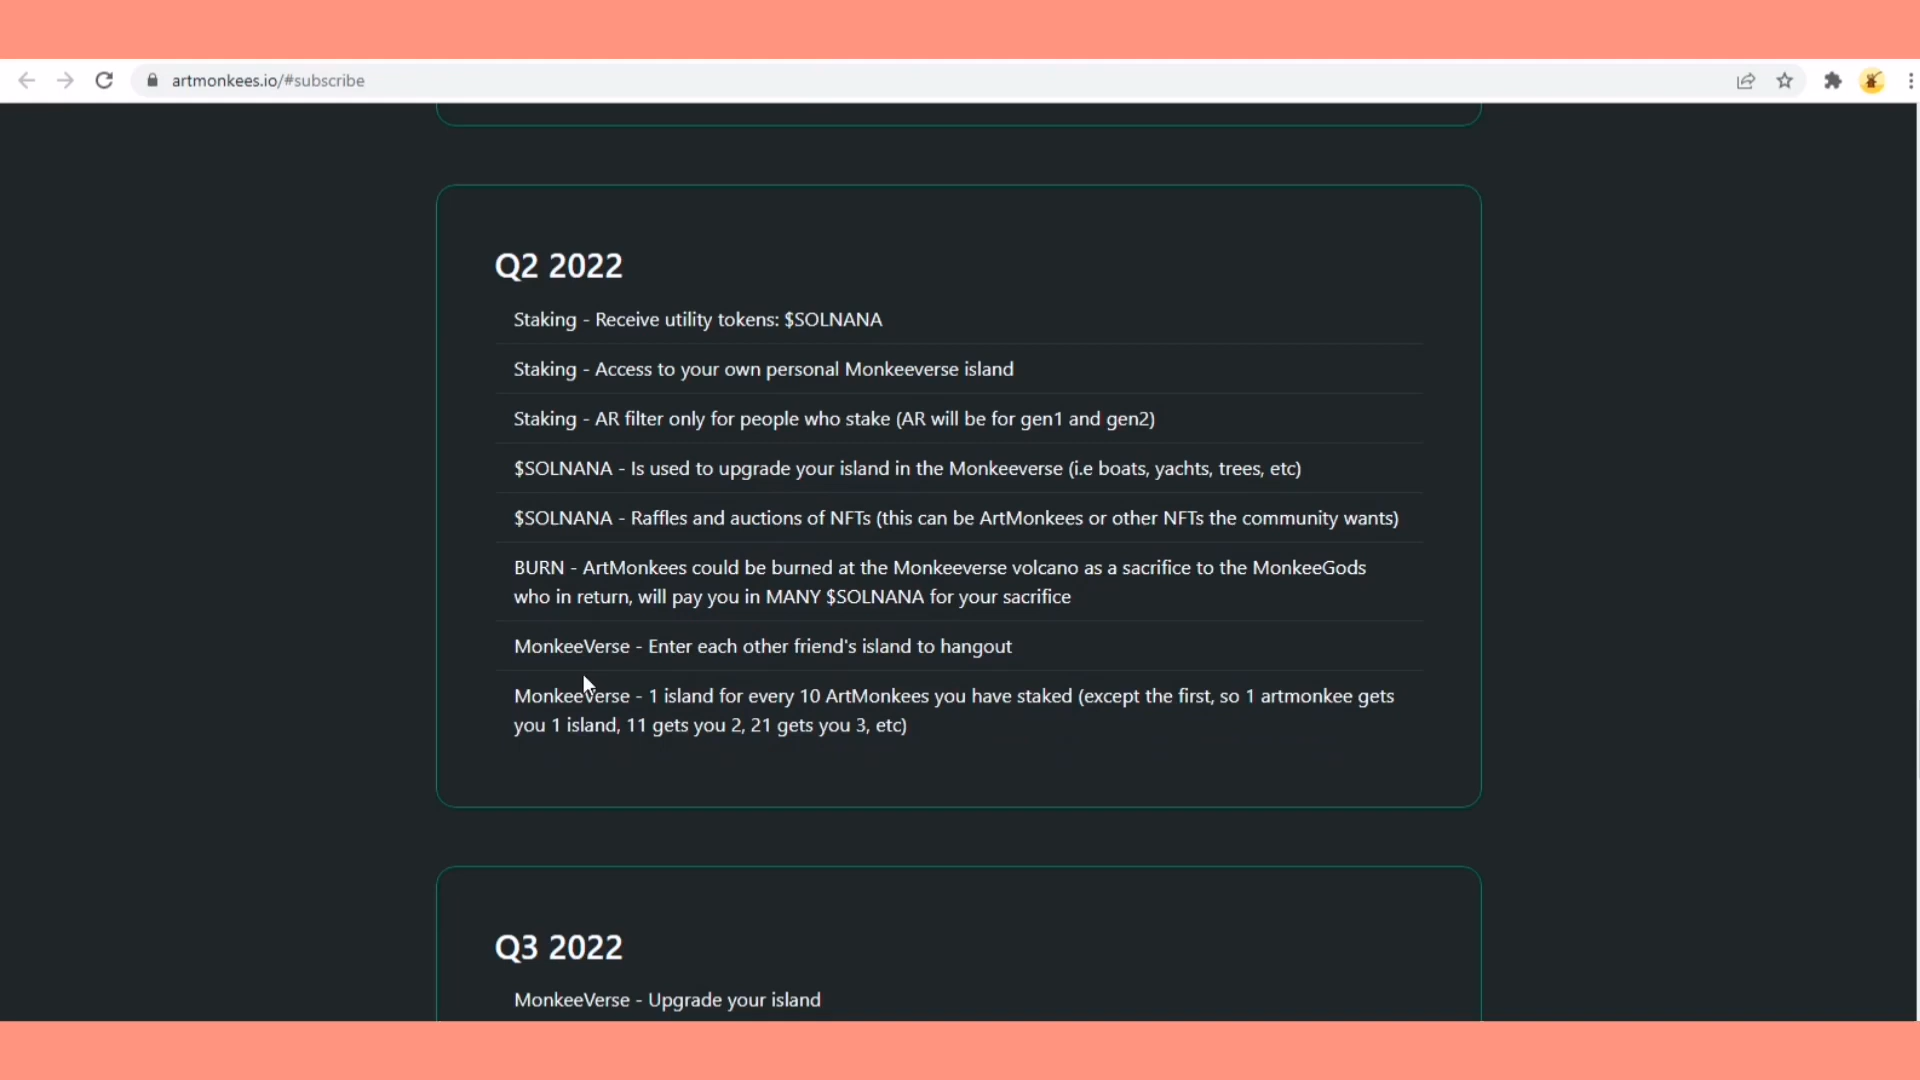 artmonkees.io/#subscribe
Q2 2022
Staking - Receive utility tokens: $SOLNANA
Staking - Access to your own personal Monkeeverse island
Staking - AR filter only for people who stake (AR will be for gen1 and gen2)
$SOLNANA - Is used to upgrade your island in the Monkeeverse (i.e boats, yachts, trees, etc)
$SOLNANA - Raffles and auctions of NFTs (this can be ArtMonkees or other NFTs the community wants)
BURN - ArtMonkees could be burned at the Monkeeverse volcano as a sacrifice to the MonkeeGods
who in return, will pay you in MANY $SOLNANA for your sacrifice
MonkeeVerse - Enter each other friend's island to hangout
MonkeeVerse - 1 island for every 10 ArtMonkees you have staked (except the first, so 1 artmonkee gets
you 1 island, 11 gets you 2, 21 gets you 3, etc)
Q3 2022
MonkeeVerse - Upgrade your island